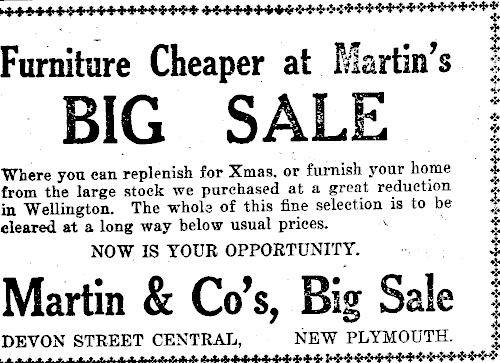 Furniture Cheaper at Martin's
BIG SALE
Where you can replenish for Xmas. or furnish your home
from the large stock we purchased at a great reduction
in Wellington. The whole of this fine selection is to be
cleared at a long way below usual prices.
NOW IS YOUR OPPORTUNITY.
Martin & Co's, Big Sale
DEVON STREET CENTRAL, NEW PLYMOUTH.